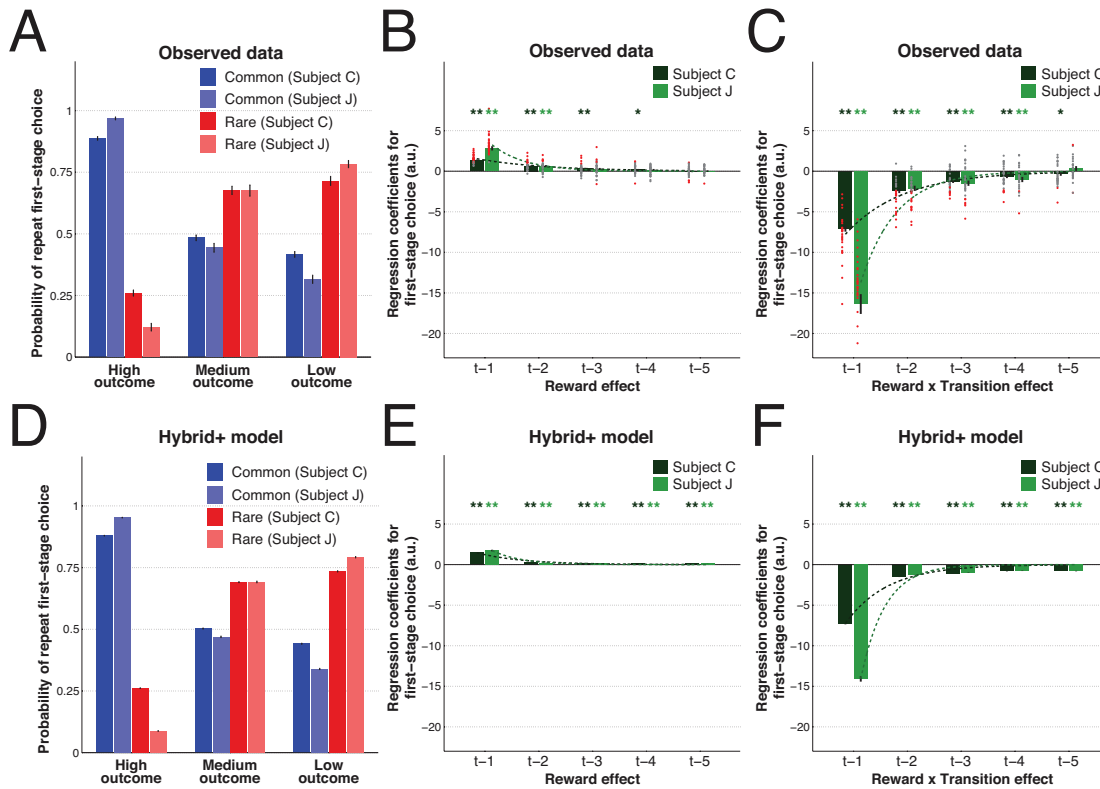 A
Observed data
Common (Subject C)
Common (Subject J)
Rare (Subject C)
Rare (Subject J)
Probability of repeat first-stage choice
1
0.75
0.5
0.25
0
High outcome
Medium outcome
Low outcome
B
Observed data
Subject C
Subject J
** ** ** ** ** *
Regression coefficients for
first-stage choice (a.u.)
5
0
-5
-10
-15
-20
t-1 t-2 t-3 t-4 t-5
Reward effect
C
Observed data
Subject C
Subject J
** ** ** ** ** ** ** ** *
Regression coefficients for
first-stage choice (a.u.)
5
0
-5
-10
-15
-20
t-1 t-2 t-3 t-4 t-5
Reward x Transition effect
D
Hybrid+ model
Common (Subject C)
Common (Subject J)
Rare (Subject C)
Rare (Subject J)
Probability of repeat first-stage choice
1
0.75
0.5
0.25
0
High outcome
Medium outcome
Low outcome
E
Hybrid+ model
Subject C
Subject J
** ** ** ** ** ** ** ** ** **
Regression coefficients for
first-stage choice (a.u.)
5
0
-5
-10
-15
-20
t-1 t-2 t-3 t-4 t-5
Reward effect
F
Hybrid+ model
Subject C
Subject J
** ** ** ** ** ** ** ** ** **
Regression coefficients for
first-stage choice (a.u.)
5
0
-5
-10
-15
-20
t-1 t-2 t-3 t-4 t-5
Reward x Transition effect